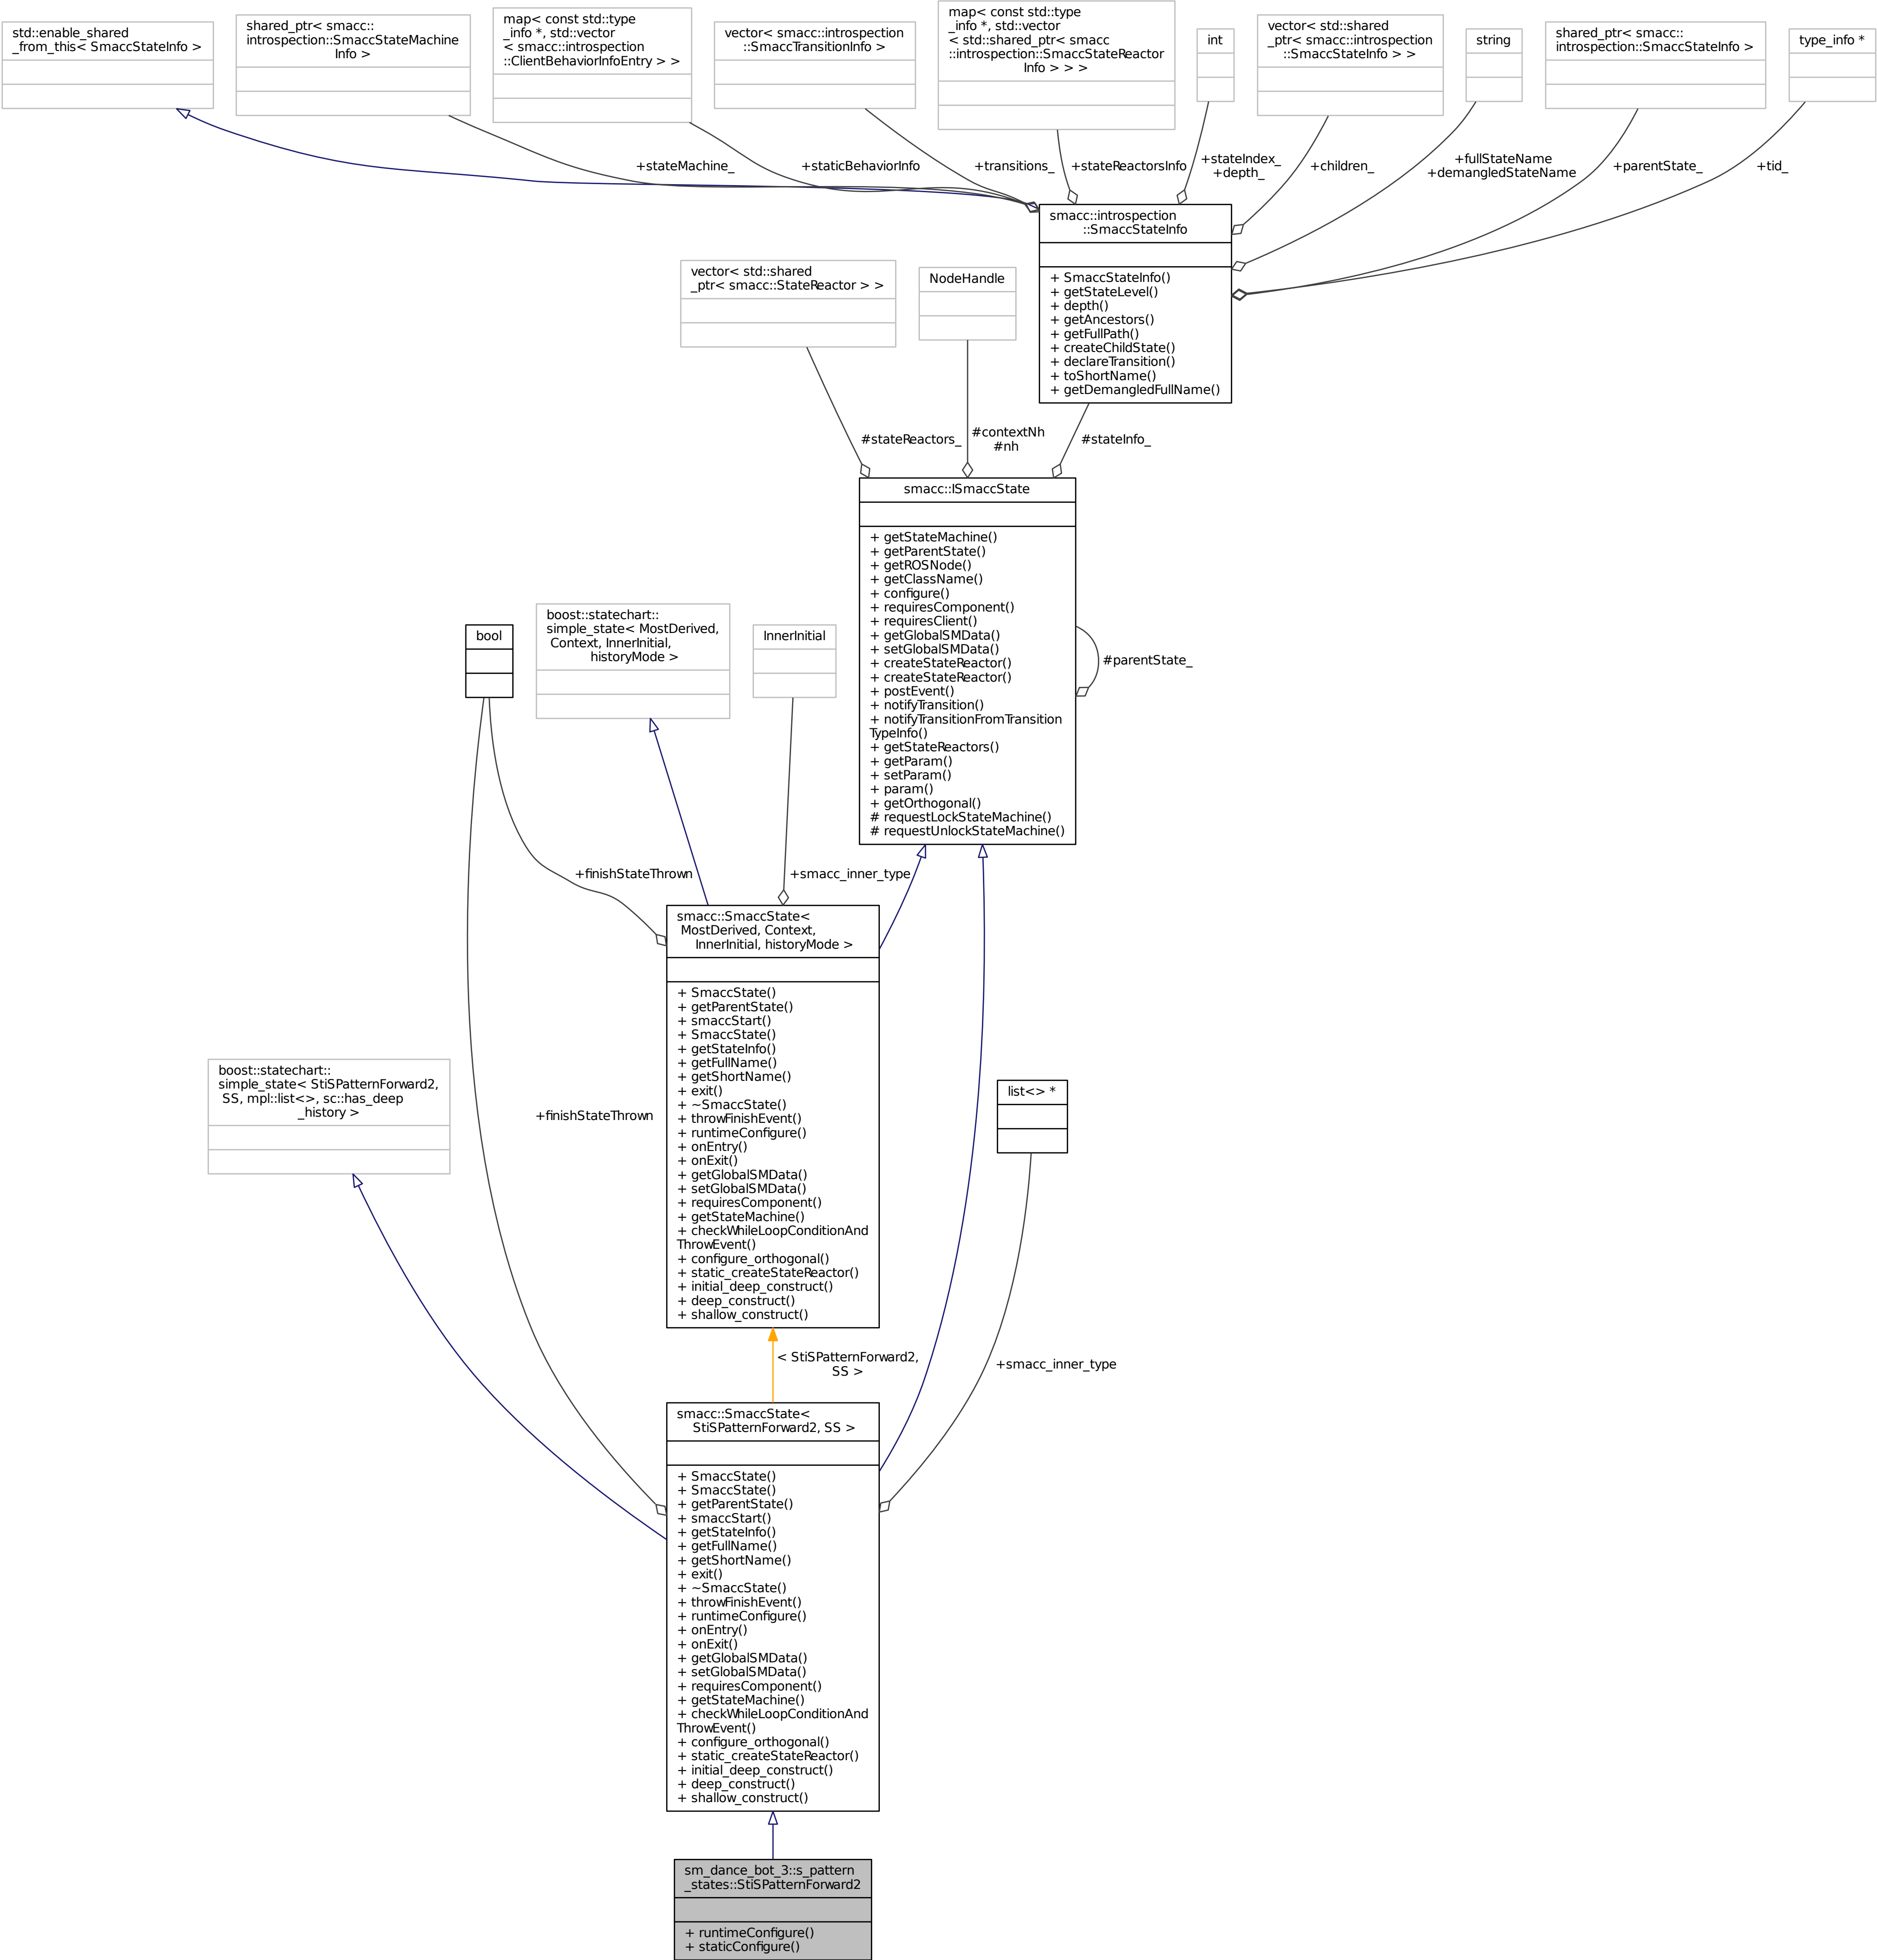 std::enable_shared
_from_this< SmaccStateInfo >
shared_ptr< smacc::
introspection::SmaccStateMachine
Info >
map< const std::type
_info *, std::vector
< smacc::introspection
::ClientBehaviorInfoEntry > >
vector< smacc::introspection
::SmaccTransitionInfo >
map< const std::type
_info *, std::vector
< std::shared_ptr< smacc
::introspection::SmaccStateReactor
Info > > >
int
vector< std::shared
_ptr< smacc::introspection
::SmaccStateInfo > >
string
shared_ptr< smacc::
introspection::SmaccStateInfo >
type_info *
+stateMachine_
+staticBehaviorInfo
+transitions_
+stateReactorsInfo
+stateIndex_
+depth_
+children_
+fullStateName
+demangledStateName
+parentState_
+tid_
smacc::introspection
::SmaccStateInfo
+ SmaccStateInfo()
+ getStateLevel()
+ depth()
+ getAncestors()
+ getFullPath()
+ createChildState()
+ declareTransition()
+ toShortName()
+ getDemangledFullName()
vector< std::shared
_ptr< smacc::StateReactor > >
NodeHandle
#stateReactors_
#contextNh
#nh
#stateInfo_
smacc::ISmaccState
+ getStateMachine()
+ getParentState()
+ getROSNode()
+ getClassName()
+ configure()
+ requiresComponent()
+ requiresClient()
+ getGlobalSMData()
+ setGlobalSMData()
+ createStateReactor()
+ createStateReactor()
+ postEvent()
+ notifyTransition()
+ notifyTransitionFromTransition
TypeInfo()
+ getStateReactors()
+ getParam()
+ setParam()
+ param()
+ getOrthogonal()
# requestLockStateMachine()
# requestUnlockStateMachine()
#parentState_
bool
boost::statechart::
simple_state< MostDerived,
Context, InnerInitial,
historyMode >
InnerInitial
+finishStateThrown
+smacc_inner_type
smacc::SmaccState<
MostDerived, Context,
InnerInitial, historyMode >
+ SmaccState()
+ getParentState()
+ smaccStart()
+ SmaccState()
+ getStateInfo()
+ getFullName()
+ getShortName()
+ exit()
+ ~SmaccState()
+ throwFinishEvent()
+ runtimeConfigure()
+ onEntry()
+ onExit()
+ getGlobalSMData()
+ setGlobalSMData()
+ requiresComponent()
+ getStateMachine()
+ checkWhileLoopConditionAnd
ThrowEvent()
+ configure_orthogonal()
+ static_createStateReactor()
+ initial_deep_construct()
+ deep_construct()
+ shallow_construct()
boost::statechart::
simple_state< StiSPatternForward2,
SS, mpl::list<>, sc::has_deep
_history >
+finishStateThrown
list<> *
< StiSPatternForward2,
SS >
+smacc_inner_type
smacc::SmaccState<
StiSPatternForward2, SS >
+ SmaccState()
+ SmaccState()
+ getParentState()
+ smaccStart()
+ getStateInfo()
+ getFullName()
+ getShortName()
+ exit()
+ ~SmaccState()
+ throwFinishEvent()
+ runtimeConfigure()
+ onEntry()
+ onExit()
+ getGlobalSMData()
+ setGlobalSMData()
+ requiresComponent()
+ getStateMachine()
+ checkWhileLoopConditionAnd
ThrowEvent()
+ configure_orthogonal()
+ static_createStateReactor()
+ initial_deep_construct()
+ deep_construct()
+ shallow_construct()
sm_dance_bot_3::s_pattern
_states::StiSPatternForward2
+ runtimeConfigure()
+ staticConfigure()